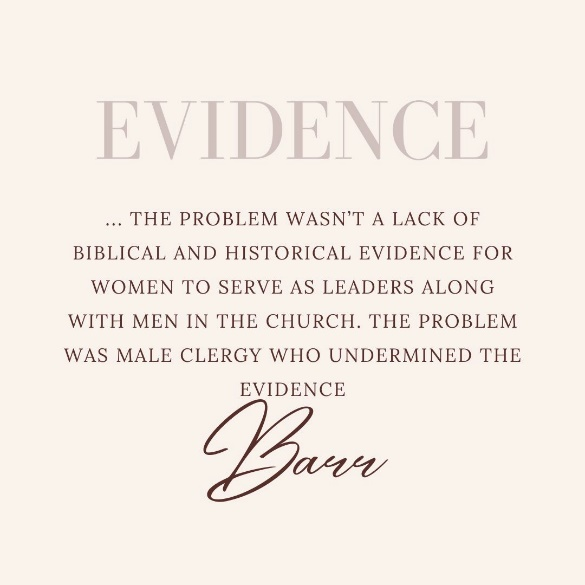 EVIDENCE
... THE PROBLEM WASN'T A LACK OF
BIBLICAL AND HISTORICAL EVIDENCE FOR
WOMEN TO SERVE AS LEADERS ALONG
WITH MEN IN THE CHURCH. THE PROBLEM
WAS MALE CLERGY WHO UNDERMINED THE
EVIDENCE
Barr